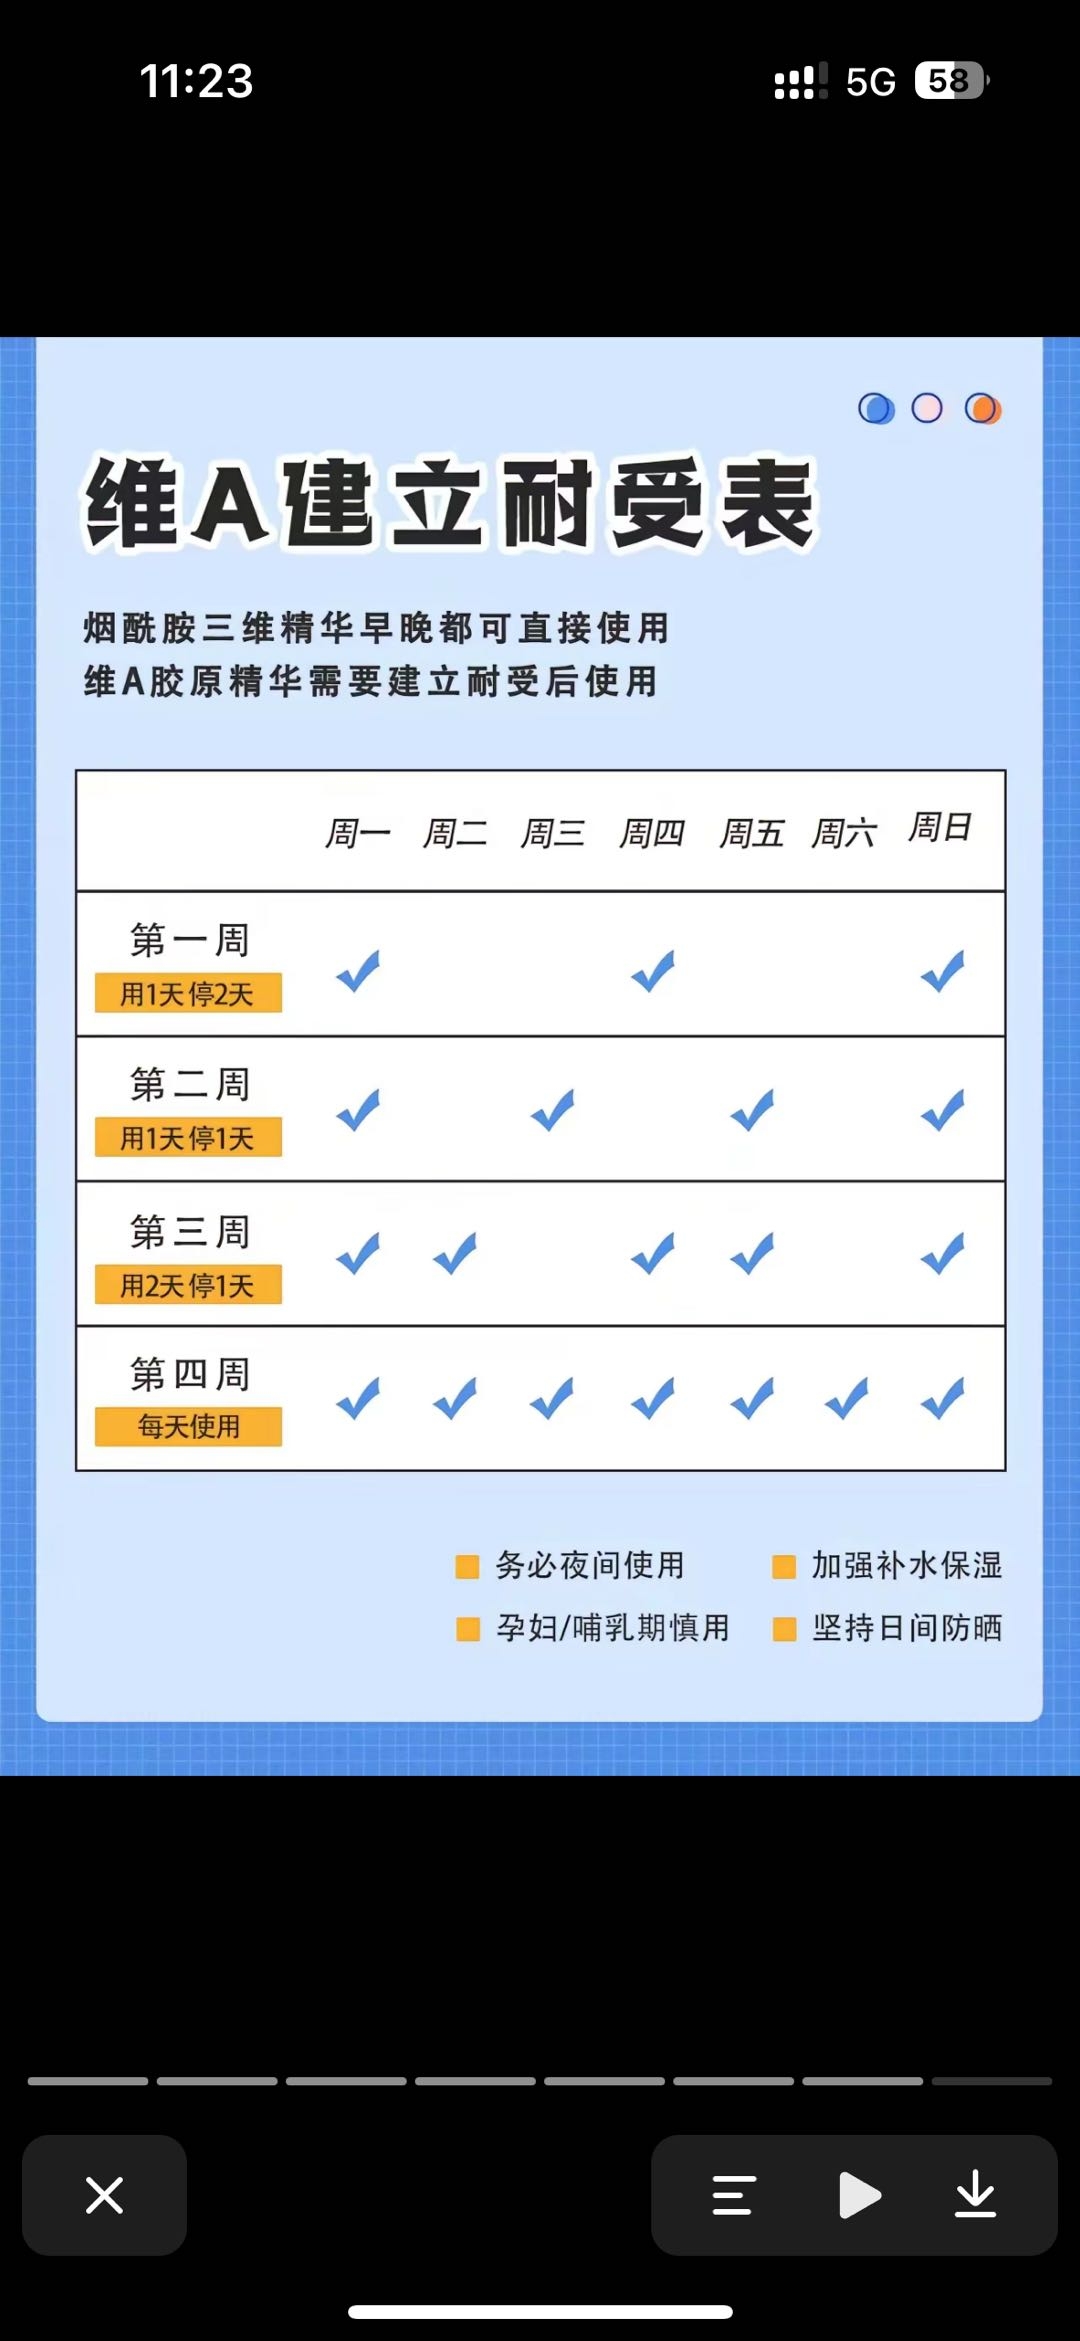 11:23
5G 58
维A建立耐受表
烟酰胺三维精华早晚都可直接使用
维A胶原精华需要建立耐受后使用
周一 周二 周三 周四 周五 周六 周日
第一周
用1天停2天
第二周
用1天停1天
第三周
用2天停1天
第四周
每天使用
务必夜间使用 加强补水保湿
孕妇/哺乳期慎用 坚持日间防晒